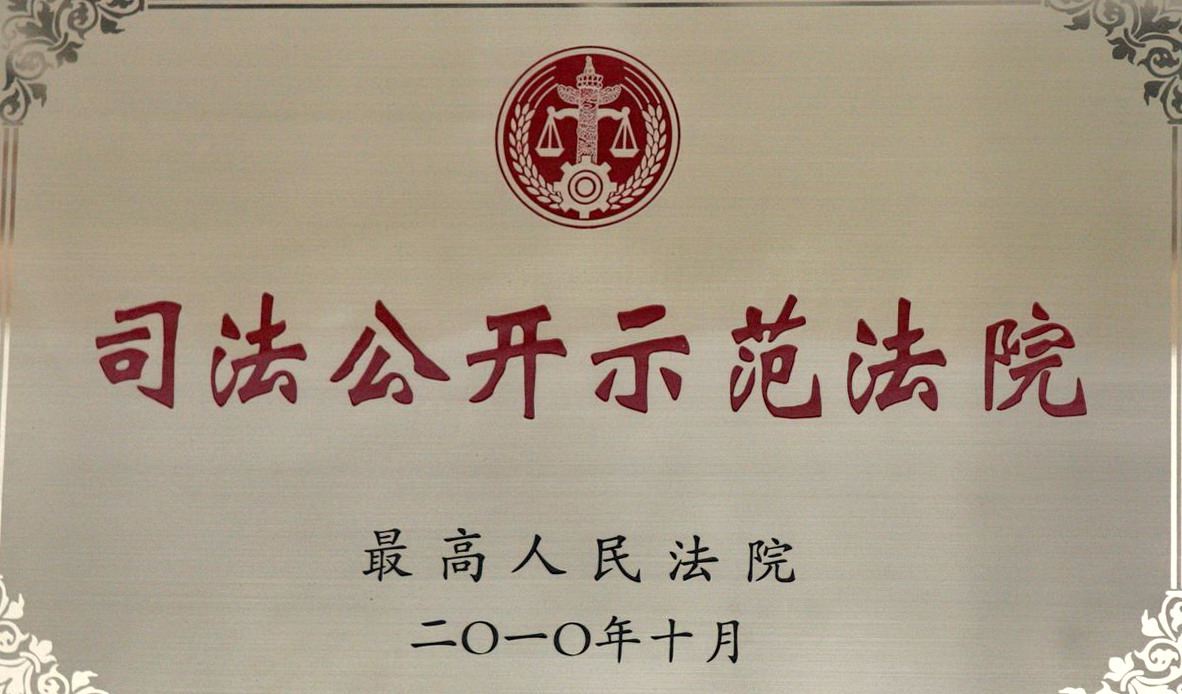 司法公开示范法院
最高人民法院
二〇一〇年十月